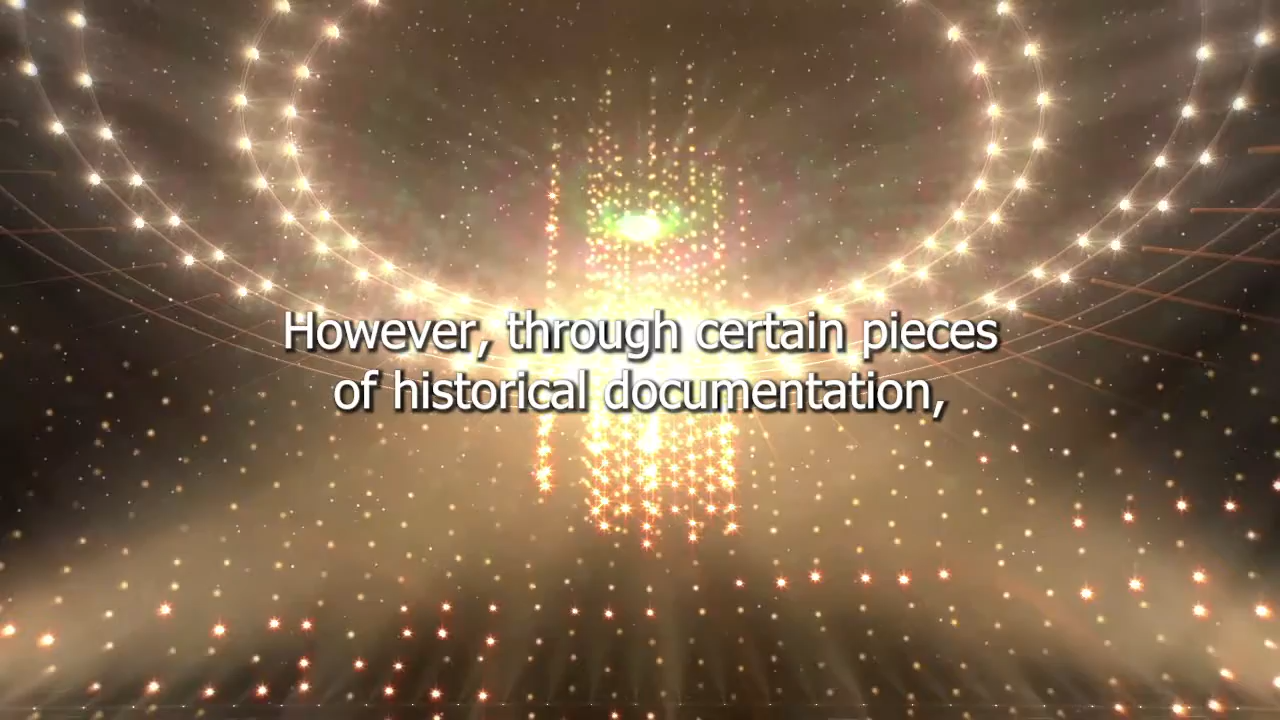 However, through certain pieces
of historical documentation,